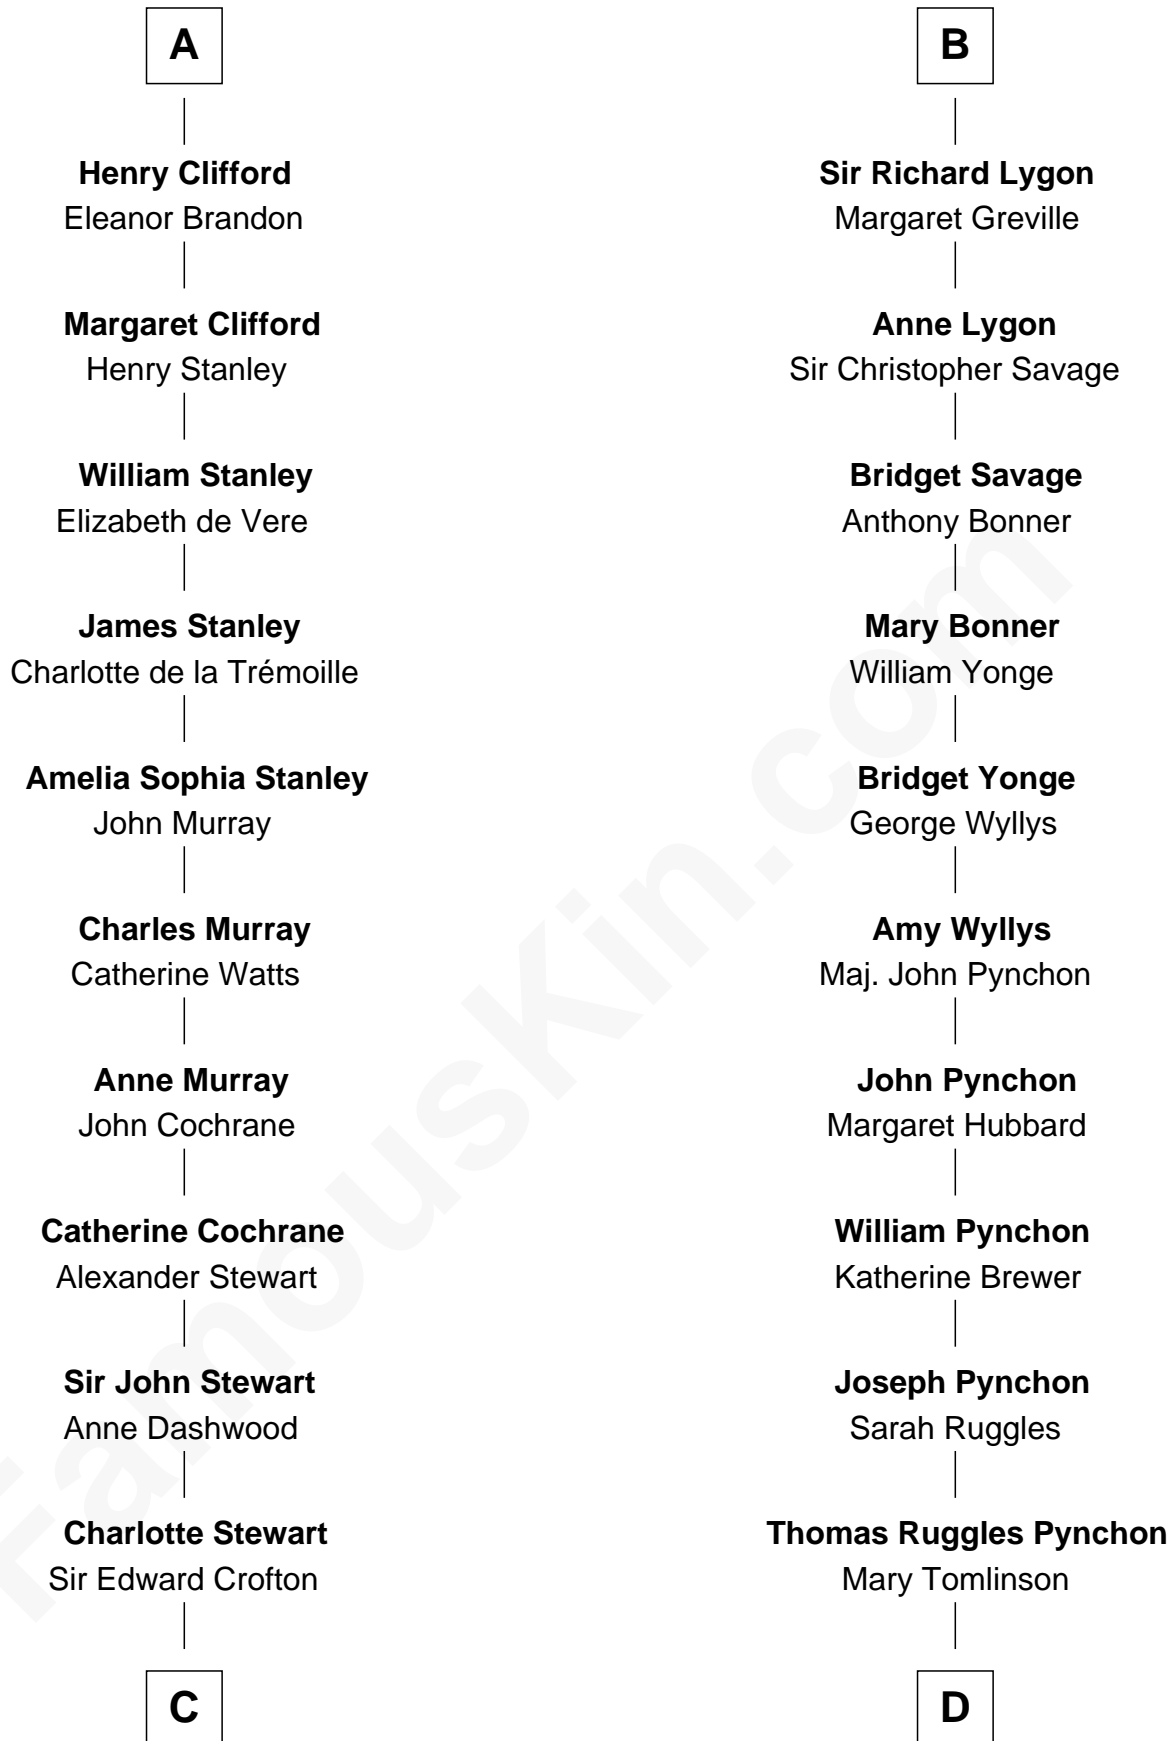 A
Henry Clifford
Eleanor Brandon
Margaret Clifford
Henry Stanley
William Stanley
Elizabeth de Vere
James Stanley
Charlotte de la Trémoille
Amelia Sophia Stanley
John Murray
Charles Murray
Catherine Watts
Anne Murray
John Cochrane
Catherine Cochrane
Alexander Stewart
Sir John Stewart
Anne Dashwood
Charlotte Stewart
Sir Edward Crofton
C
B
Sir Richard Lygon
Margaret Greville
Anne Lygon
Sir Christopher Savage
Bridget Savage
Anthony Bonner
Mary Bonner
William Yonge
Bridget Yonge
George Wyllys
Amy Wyllys
Maj. John Pynchon
John Pynchon
Margaret Hubbard
William Pynchon
Katherine Brewer
Joseph Pynchon
Sarah Ruggles
Thomas Ruggles Pynchon
Mary Tomlinson
D
FamousKin.com